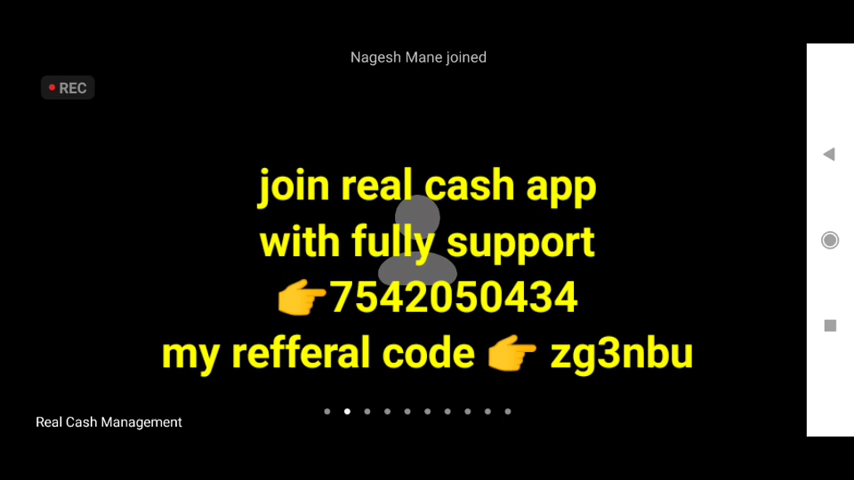 Nagesh Mane joined
REC
join real cash app
with fully support
👉7542050434
my refferal code 👉 zg3nbu
Real Cash Management